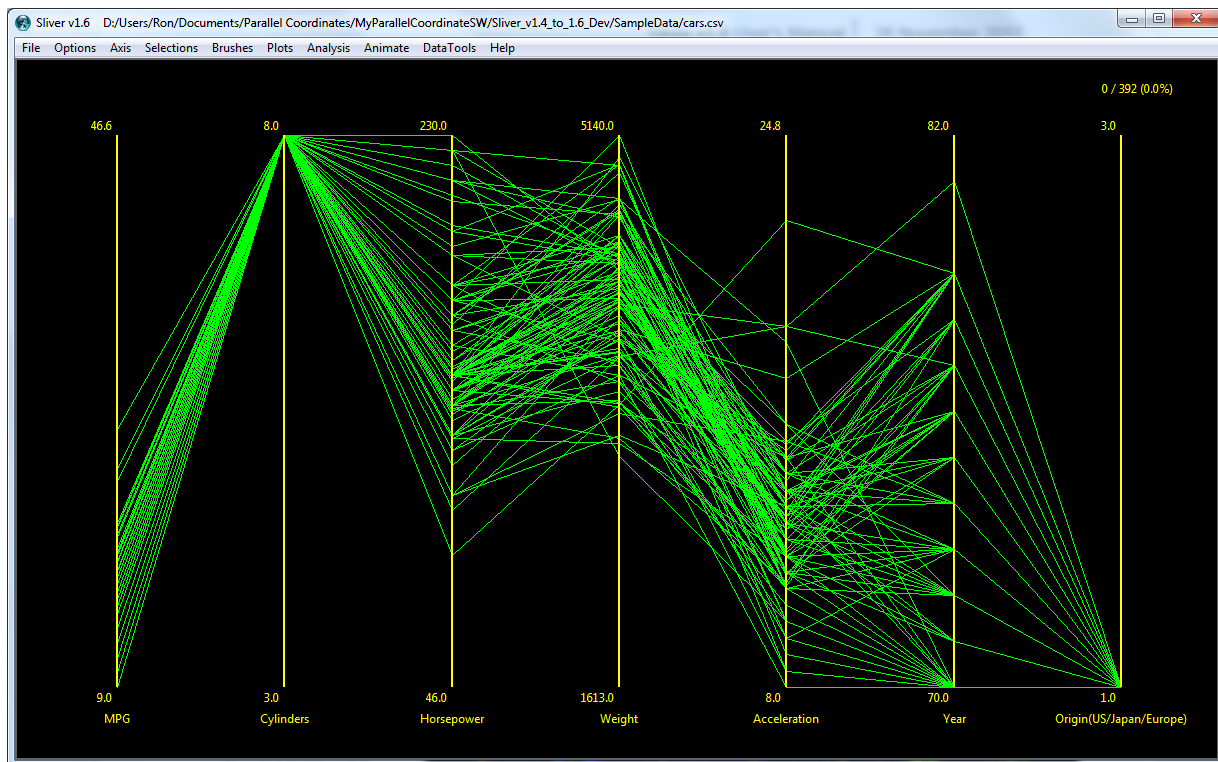 Sliver v1.6 D:/Users/Ron/Documents/Parallel Coordinates/MyParallelCoordinateSW/Sliver_v1.4_to_1.6_Dev/SampleData/cars.csv
File Options Axis Selections Brushes Plots Analysis Animate DataTools Help
0 / 392 (0.0%)
46.6 8.0 230.0 5140.0 24.8 82.0 3.0
9.0 3.0 46.0 1613.0 8.0 70.0 1.0
MPG Cylinders Horsepower Weight Acceleration Year Origin(US/Japan/Europe)